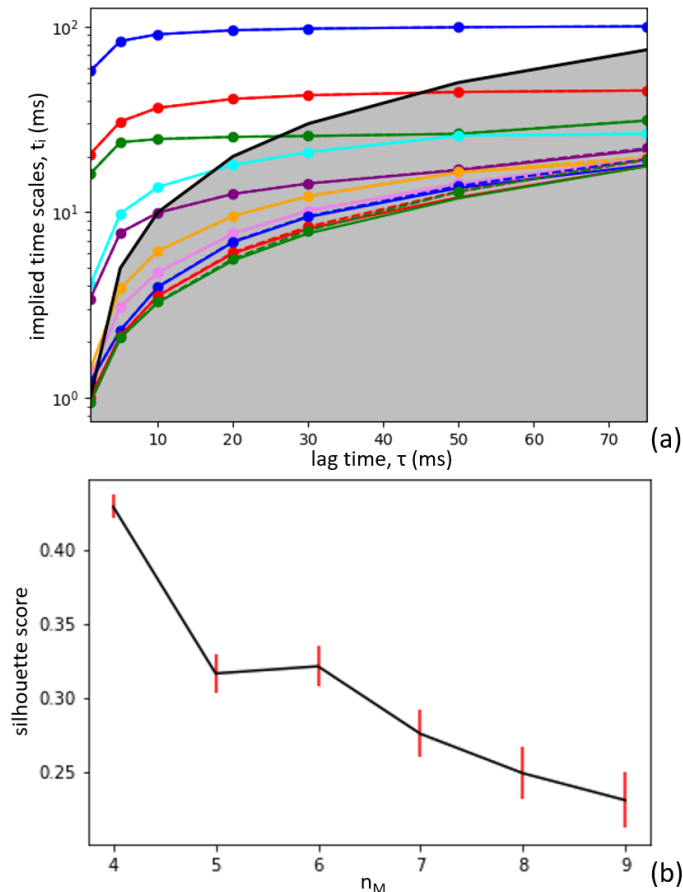 10²
10¹
10⁰
implied time scales, tᵢ (ms)
10 20 30 40 50 60 70
lag time, τ (ms)
(a)
0.40
0.35
0.30
0.25
silhouette score
4 5 6 7 8 9
n_M
(b)